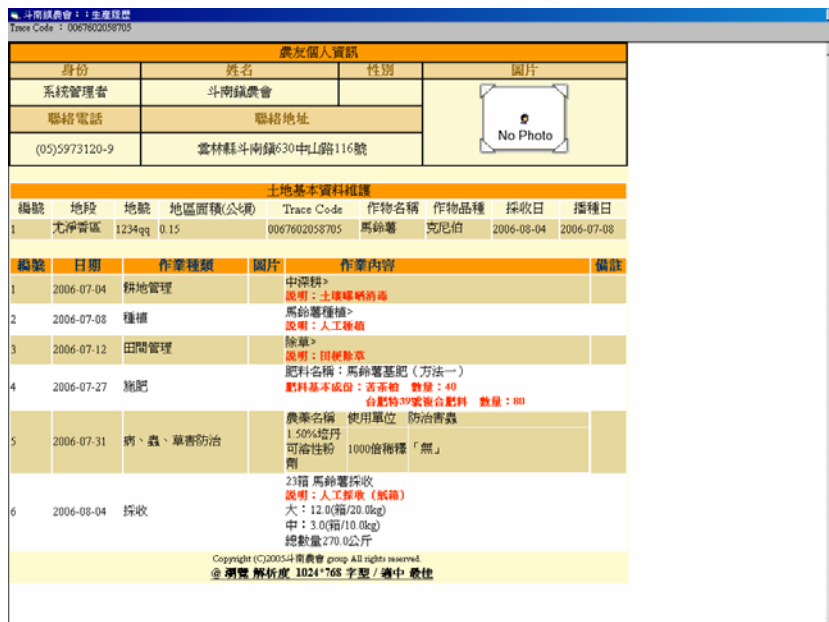 斗南鎮農會：：生產履歷
Trace Code ： 0067602058705
農友個人資訊
身份 姓名 性別 圖片
系統管理者 斗南鎮農會
聯絡電話 聯絡地址
No Photo
(05)5973120-9 雲林縣斗南鎮630中山路116號
土地基本資料維護
編號 地段 地號 地區面積(公頃) Trace Code 作物名稱 作物品種 採收日 播種日
1 尤淨香區 1234qq 0.15 0067602058705 馬鈴薯 克尼伯 2006-08-04 2006-07-08
編號 日期 作業種類 圖片 作業內容 備註
1 2006-07-04 耕地管理 中深耕>
說明：土壤曝晒消毒
2 2006-07-08 種植 馬鈴薯種植>
說明：人工種植
3 2006-07-12 田間管理 除草>
說明：田梗除草
4 2006-07-27 施肥 肥料名稱：馬鈴薯基肥（方法一）
肥料基本成份：苦茶粕 數量：40
台肥特39號複合肥料 數量：80
農藥名稱 使用單位 防治害蟲
5 2006-07-31 病、蟲、草害防治 1.50%培丹可溶性粉劑 1000倍稀釋 「無」
23箱 馬鈴薯採收
說明：人工採收（紙箱）
6 2006-08-04 採收 大：12.0(箱/20.0kg)
中：3.0(箱/10.0kg)
總數量270.0公斤
Copyright (C)2005斗南農會 group All rights reserved.
@ 瀏覽 解析度 1024*768 字型 / 適中 最佳